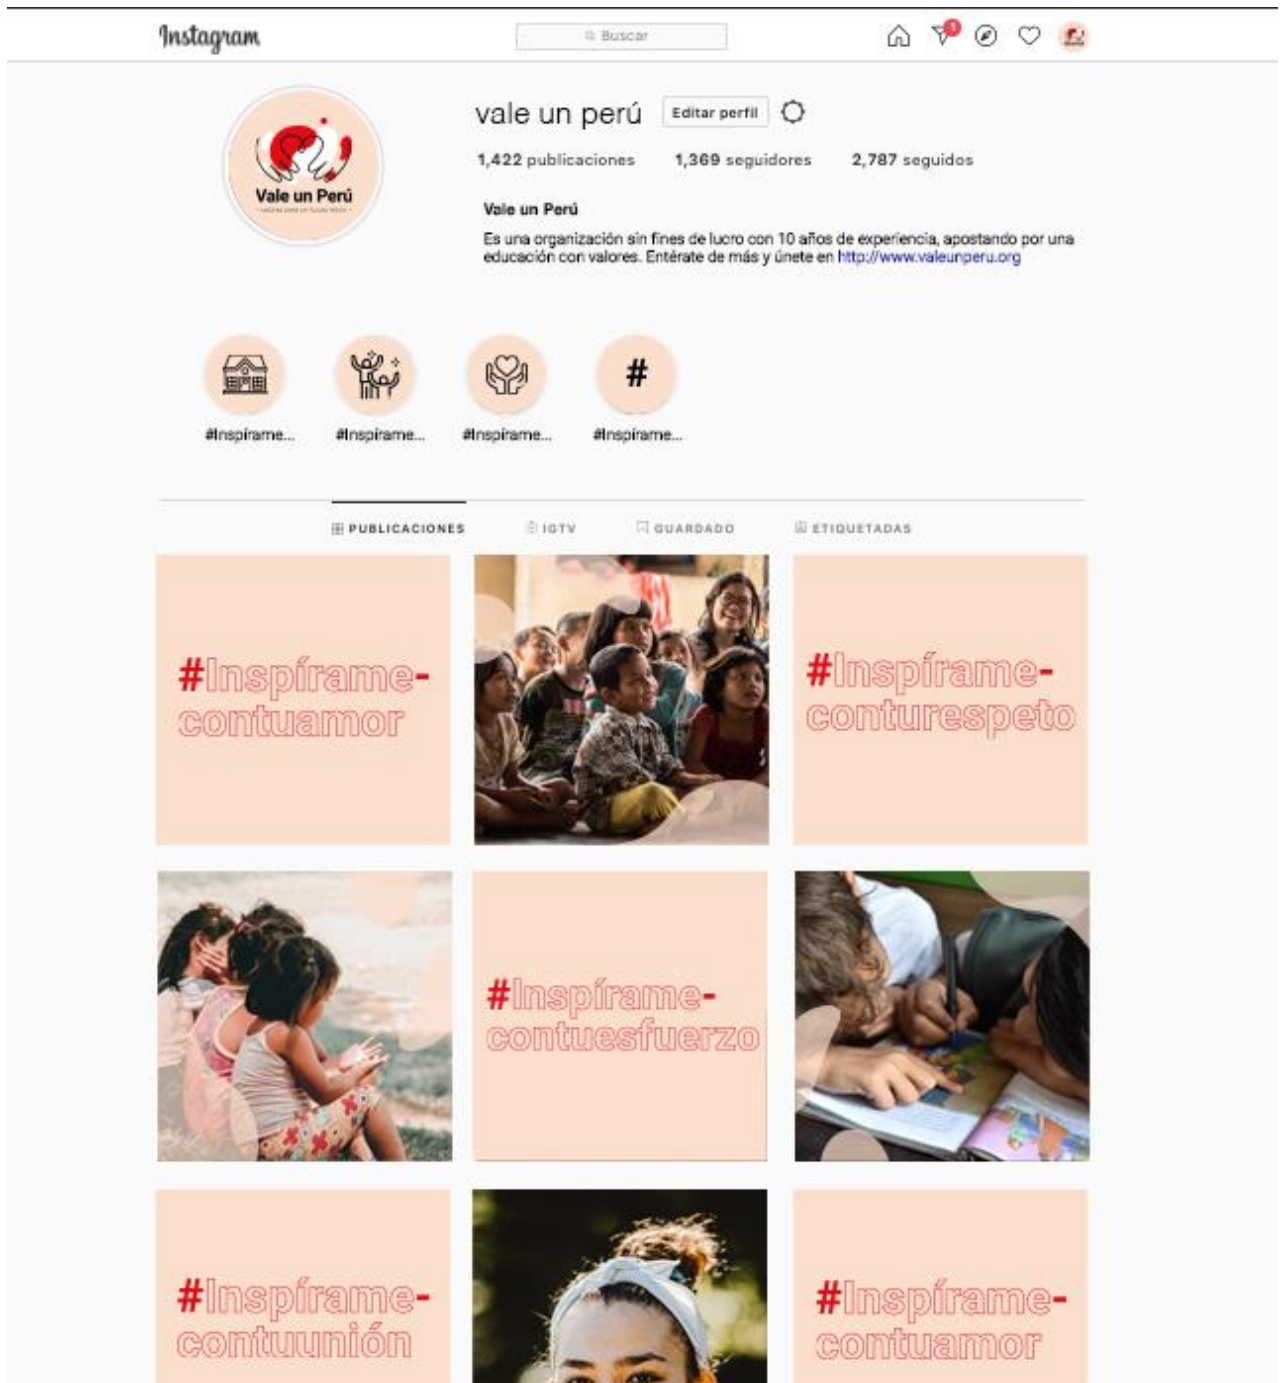 Instagram
Buscar
1
vale un perú
Editar perfil
1,422 publicaciones
1,369 seguidores
2,787 seguidos
Vale un Perú
Vale un Perú
Es una organización sin fines de lucro con 10 años de experiencia, apostando por una
educación con valores. Entérate de más y únete en http://www.valeunperu.org
#
#Inspírame...
#Inspírame...
#Inspírame...
#Inspírame...
PUBLICACIONES
IGTV
GUARDADO
ETIQUETADAS
#Inspírame-
contuamor
#Inspírame-
conturespeto
#Inspírame-
contuesfuerzo
#Inspírame-
contuunión
#Inspírame-
contuamor